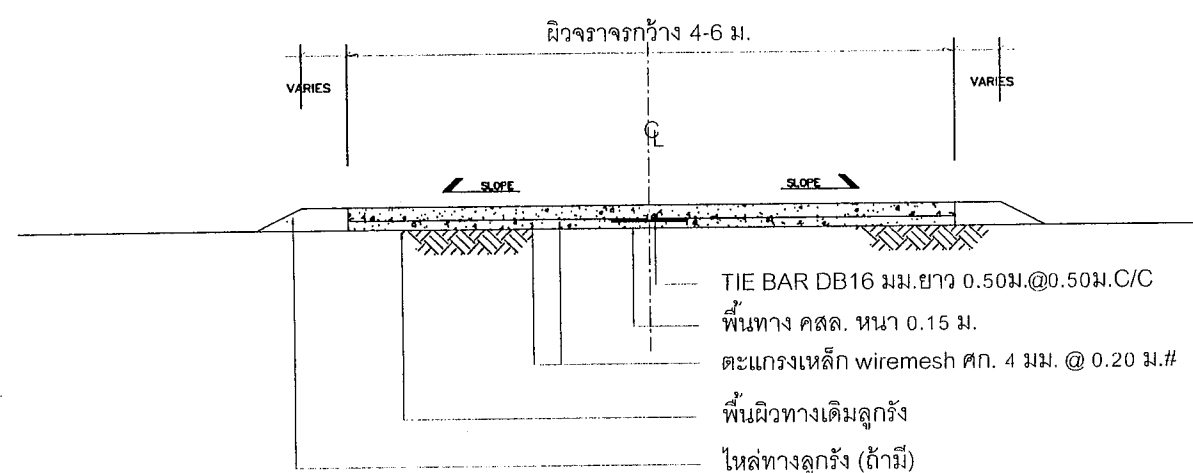 ผิวจราจรกว้าง 4-6 ม.
VARIES
VARIES
CL
SLOPE
SLOPE
TIE BAR DB16 มม.ยาว 0.50ม.@0.50ม.C/C
พื้นทาง คสล. หนา 0.15 ม.
ตะแกรงเหล็ก wiremesh ศก. 4 มม. @ 0.20 ม.#
พื้นผิวทางเดิมลูกรัง
ไหล่ทางลูกรัง (ถ้ามี)